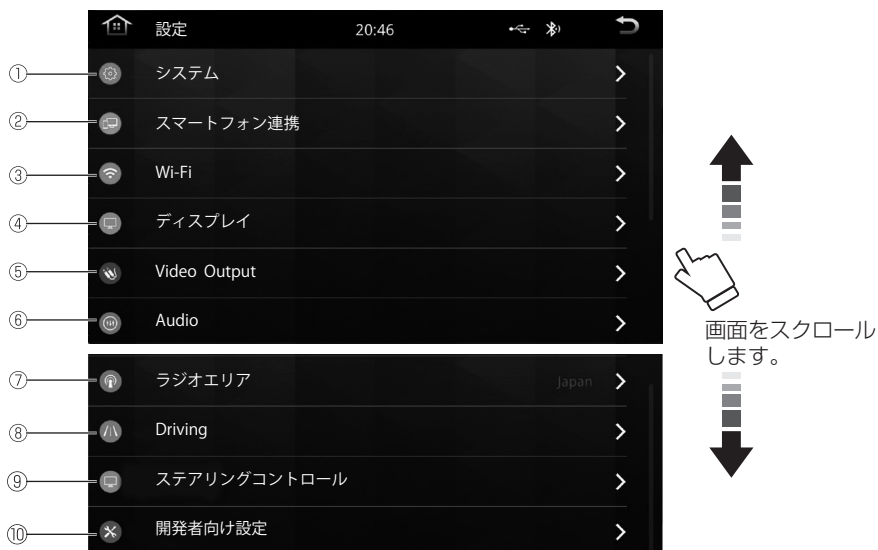 設定 20:46
① システム
② スマートフォン連携
③ Wi-Fi
④ ディスプレイ
⑤ Video Output
⑥ Audio
画面をスクロール
します。
⑦ ラジオエリア Japan
⑧ Driving
⑨ ステアリングコントロール
⑩ 開発者向け設定